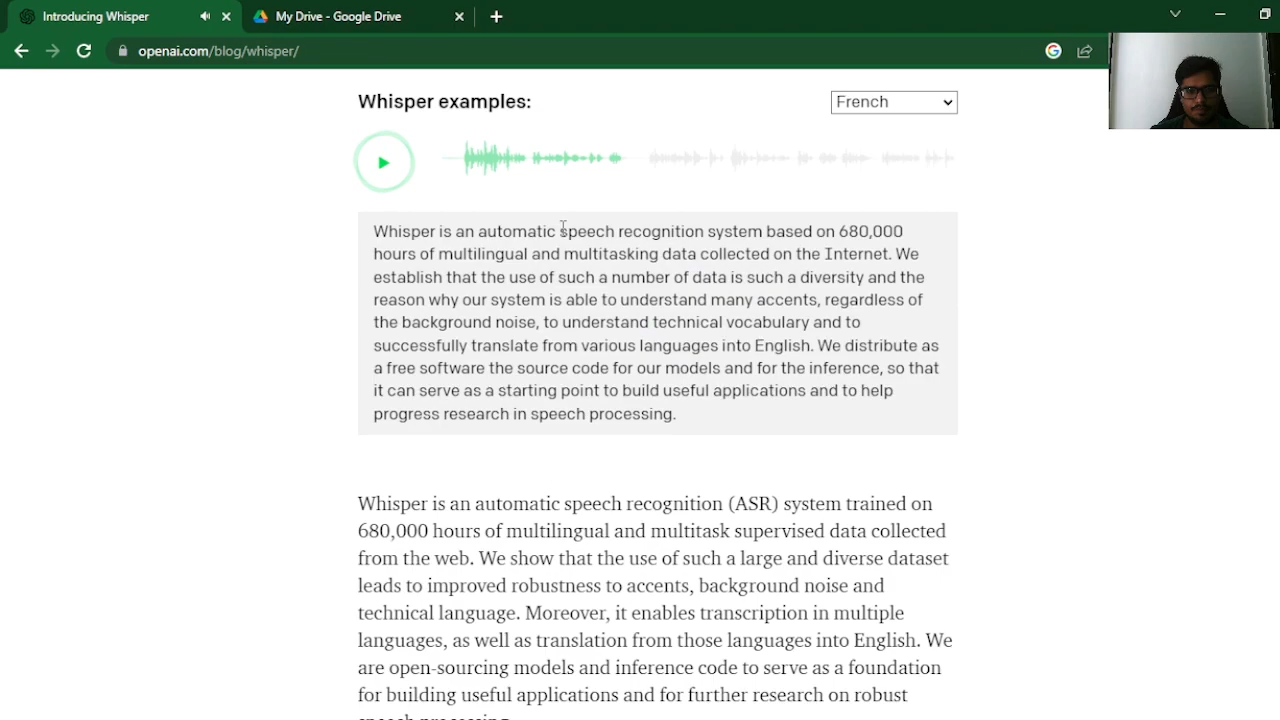 Introducing Whisper
My Drive - Google Drive
openai.com/blog/whisper/
Whisper examples:
French
Whisper is an automatic speech recognition system based on 680,000
hours of multilingual and multitasking data collected on the Internet. We
establish that the use of such a number of data is such a diversity and the
reason why our system is able to understand many accents, regardless of
the background noise, to understand technical vocabulary and to
successfully translate from various languages into English. We distribute as
a free software the source code for our models and for the inference, so that
it can serve as a starting point to build useful applications and to help
progress research in speech processing.
Whisper is an automatic speech recognition (ASR) system trained on
680,000 hours of multilingual and multitask supervised data collected
from the web. We show that the use of such a large and diverse dataset
leads to improved robustness to accents, background noise and
technical language. Moreover, it enables transcription in multiple
languages, as well as translation from those languages into English. We
are open-sourcing models and inference code to serve as a foundation
for building useful applications and for further research on robust
speech processing.